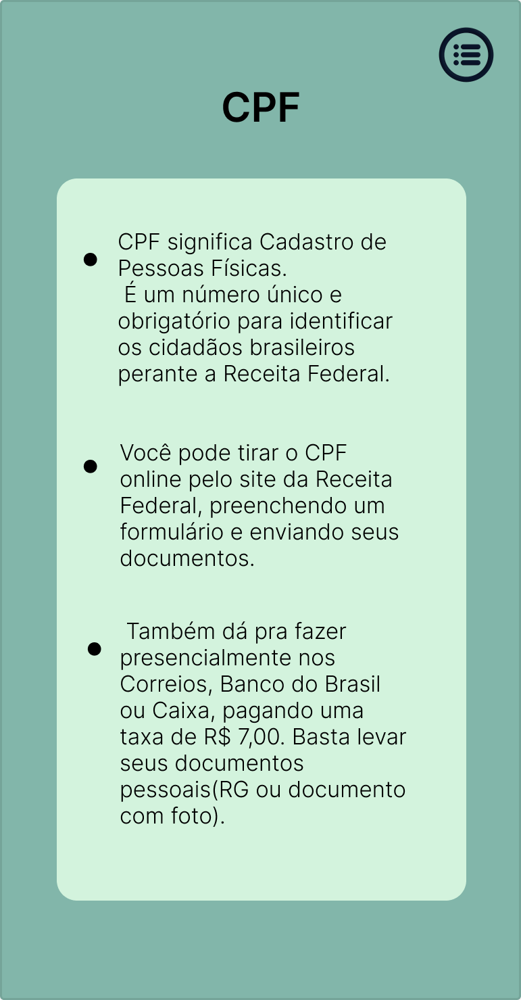 CPF
CPF significa Cadastro de
Pessoas Físicas.
É um número único e
obrigatório para identificar
os cidadãos brasileiros
perante a Receita Federal.
Você pode tirar o CPF
online pelo site da Receita
Federal, preenchendo um
formulário e enviando seus
documentos.
Também dá pra fazer
presencialmente nos
Correios, Banco do Brasil
ou Caixa, pagando uma
taxa de R$ 7,00. Basta levar
seus documentos
pessoais(RG ou documento
com foto).